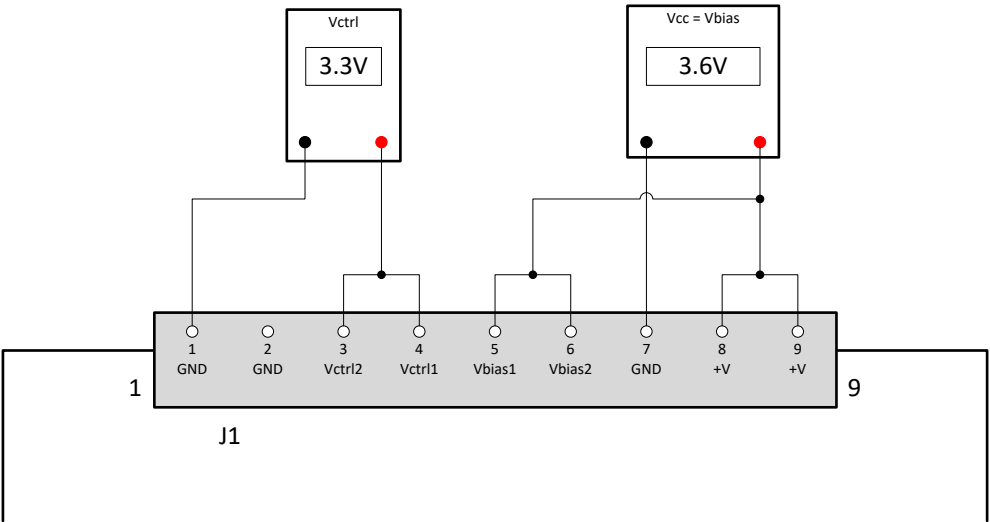 Vctrl
3.3V
Vcc = Vbias
3.6V
1 2 3 4 5 6 7 8 9
GND GND Vctrl2 Vctrl1 Vbias1 Vbias2 GND +V +V
1 9
J1